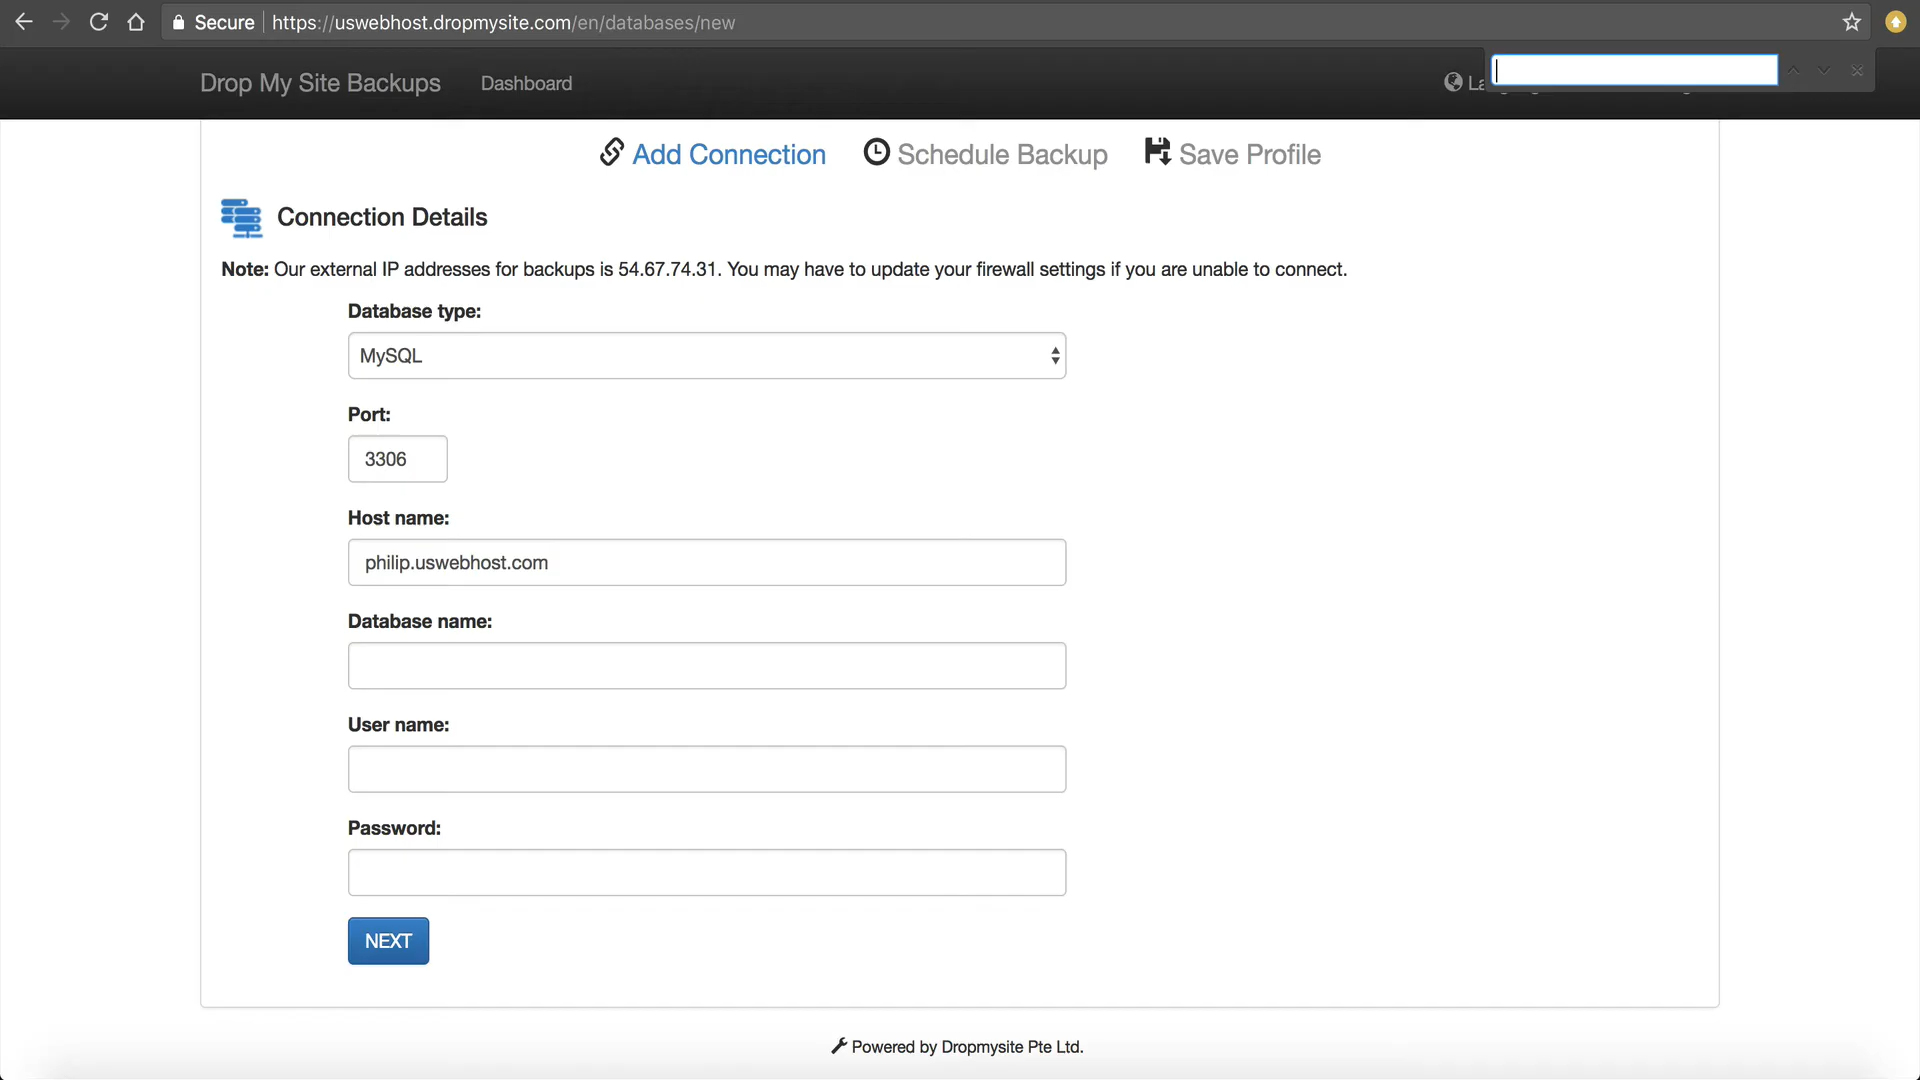 Secure https://uswebhost.dropmysite.com/en/databases/new
Drop My Site Backups Dashboard
Add Connection Schedule Backup Save Profile
Connection Details
Note: Our external IP addresses for backups is 54.67.74.31. You may have to update your firewall settings if you are unable to connect.
Database type:
MySQL
Port:
3306
Host name:
philip.uswebhost.com
Database name:
User name:
Password:
NEXT
Powered by Dropmysite Pte Ltd.